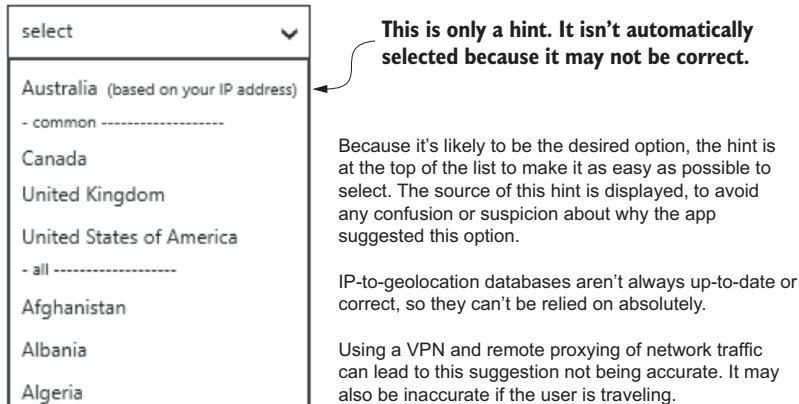 select
Australia (based on your IP address)
- common -------------------
Canada
United Kingdom
United States of America
- all -------------------
Afghanistan
Albania
Algeria
This is only a hint. It isn't automatically
selected because it may not be correct.
Because it's likely to be the desired option, the hint is
at the top of the list to make it as easy as possible to
select. The source of this hint is displayed, to avoid
any confusion or suspicion about why the app
suggested this option.
IP-to-geolocation databases aren't always up-to-date or
correct, so they can't be relied on absolutely.
Using a VPN and remote proxying of network traffic
can lead to this suggestion not being accurate. It may
also be inaccurate if the user is traveling.